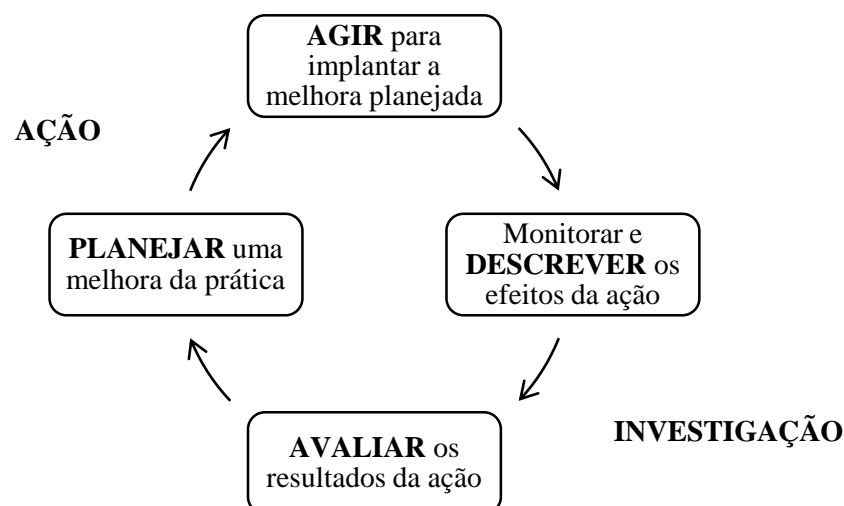 AGIR para
implantar a
melhora planejada
AÇÃO
PLANEJAR uma
melhora da prática
Monitorar e
DESCREVER os
efeitos da ação
AVALIAR os
resultados da ação
INVESTIGAÇÃO